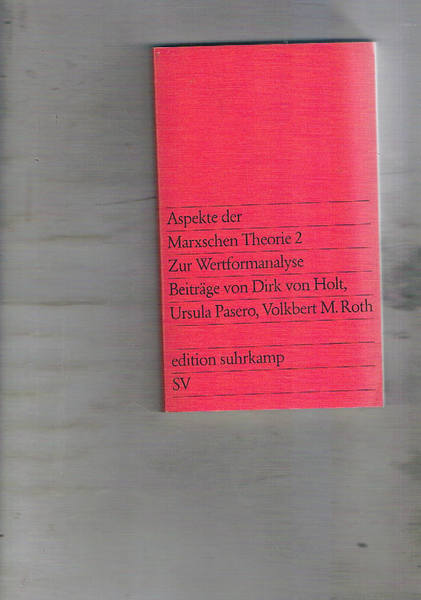 Aspekte der
Marxschen Theorie 2
Zur Wertformanalyse
Beiträge von Dirk von Holt,
Ursula Pasero, Volkbert M. Roth
edition suhrkamp
SV